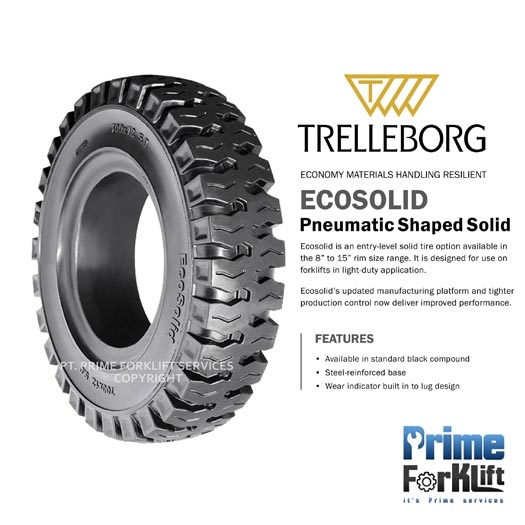 TRELLEBORG
ECONOMY MATERIALS HANDLING RESILIENT
ECOSOLID
Pneumatic Shaped Solid
Ecosolid is an entry-level solid tire option available in
the 8" to 15" rim size range. It is designed for use on
forklifts in light-duty application.
Ecosolid's updated manufacturing platform and tighter
production control now deliver improved performance.
FEATURES
• Available in standard black compound
• Steel-reinforced base
• Wear indicator built in to lug design
EcoSolid
PT. PRIME FORKLIFT SERVICES
COPYRIGHT
Prime
ForKlift
it's Prime services